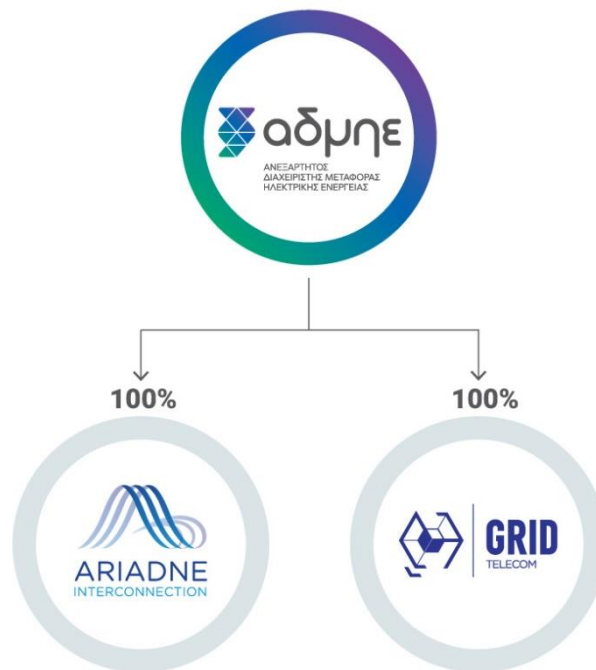 αδμηε
ΑΝΕΞΑΡΤΗΤΟΣ
ΔΙΑΧΕΙΡΙΣΤΗΣ ΜΕΤΑΦΟΡΑΣ
ΗΛΕΚΤΡΙΚΗΣ ΕΝΕΡΓΕΙΑΣ
100%
100%
ARIADNE
INTERCONNECTION
GRID
TELECOM